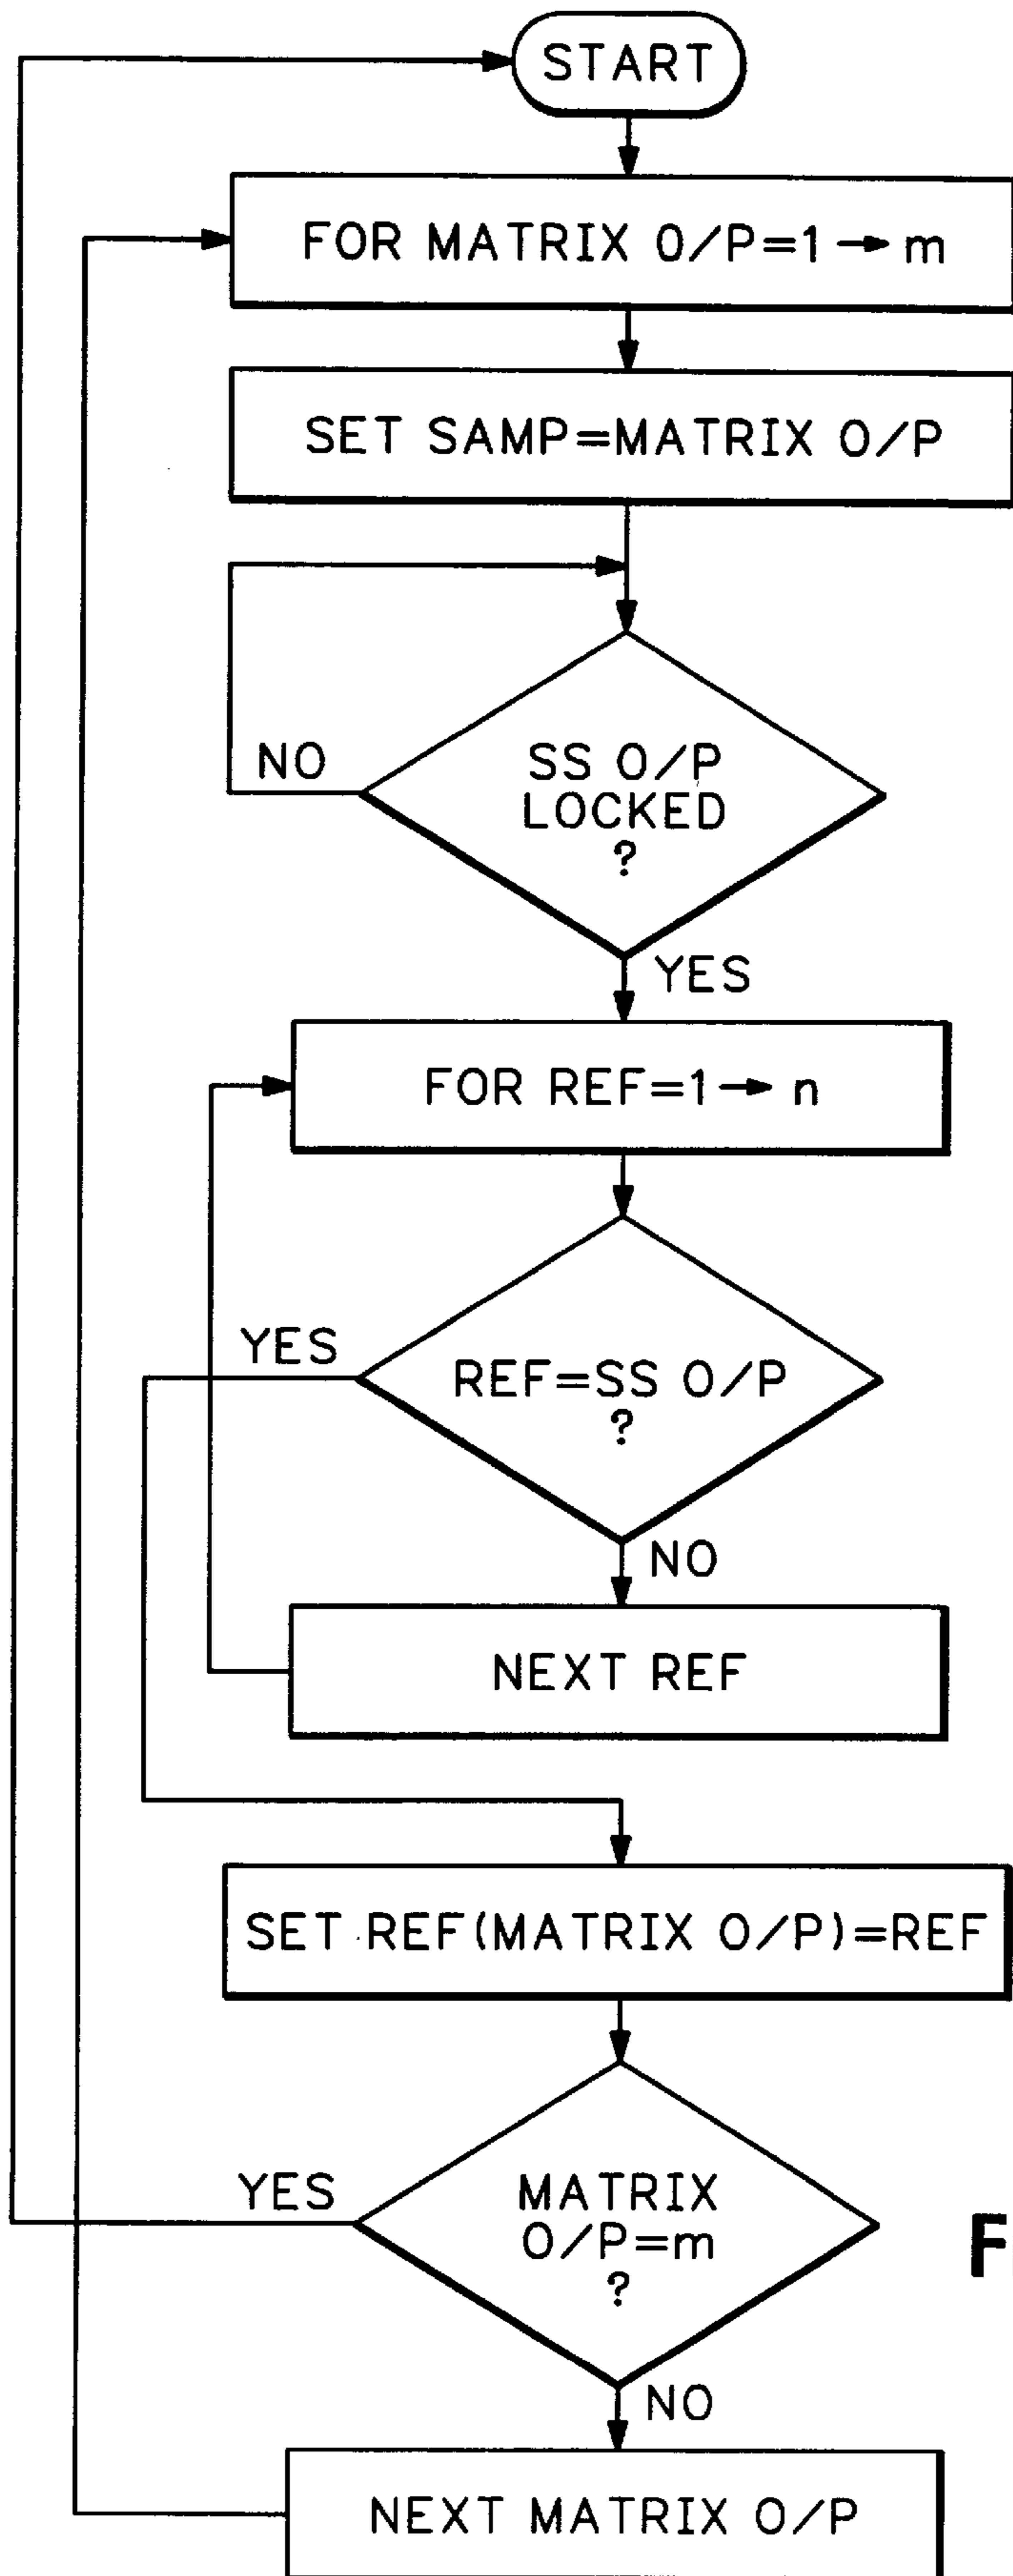 START
FOR MATRIX O/P=1→m
SET SAMP=MATRIX O/P
SS O/P
LOCKED
?
NO
YES
FOR REF=1→n
REF=SS O/P
?
YES
NO
NEXT REF
SET REF(MATRIX O/P)=REF
MATRIX
O/P=m
?
YES
NO
NEXT MATRIX O/P